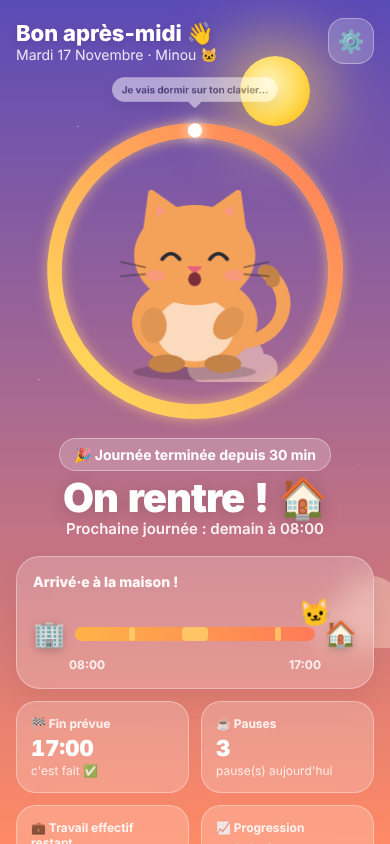 Bon après-midi 👋
Mardi 17 Novembre · Minou 🐱
Je vais dormir sur ton clavier...
🎉 Journée terminée depuis 30 min
On rentre ! 🏠
Prochaine journée : demain à 08:00
Arrivé·e à la maison !
08:00
17:00
🏁 Fin prévue
17:00
c'est fait ✅
☕ Pauses
3
pause(s) aujourd'hui
💼 Travail effectif
restant
📈 Progression